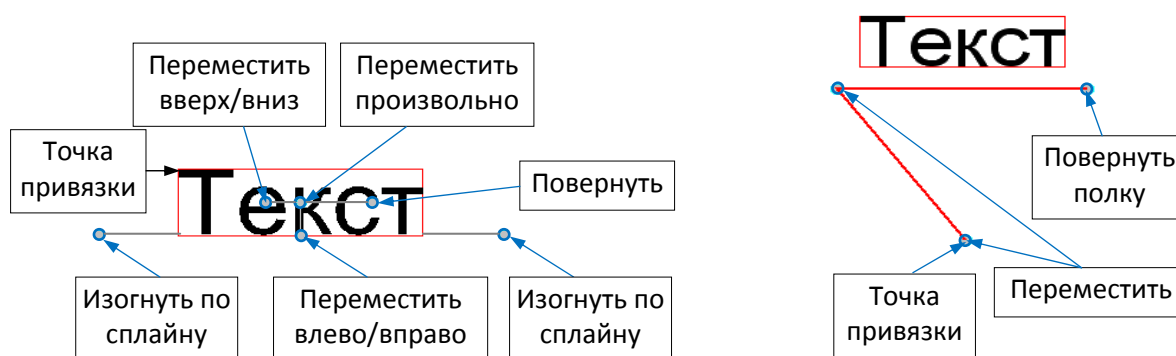 Переместить
вверх/вниз
Переместить
произвольно
Точка
привязки
Текст
Повернуть
Изогнуть по
сплайну
Переместить
влево/вправо
Изогнуть по
сплайну
Текст
Повернуть
полку
Точка
привязки
Переместить